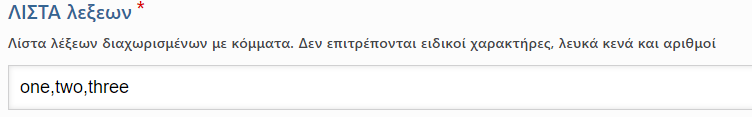 ΛΙΣΤΑ λεξεων *
Λίστα λέξεων διαχωρισμένων με κόμματα. Δεν επιτρέπονται ειδικοί χαρακτήρες, λευκά κενά και αριθμοί
one,two,three